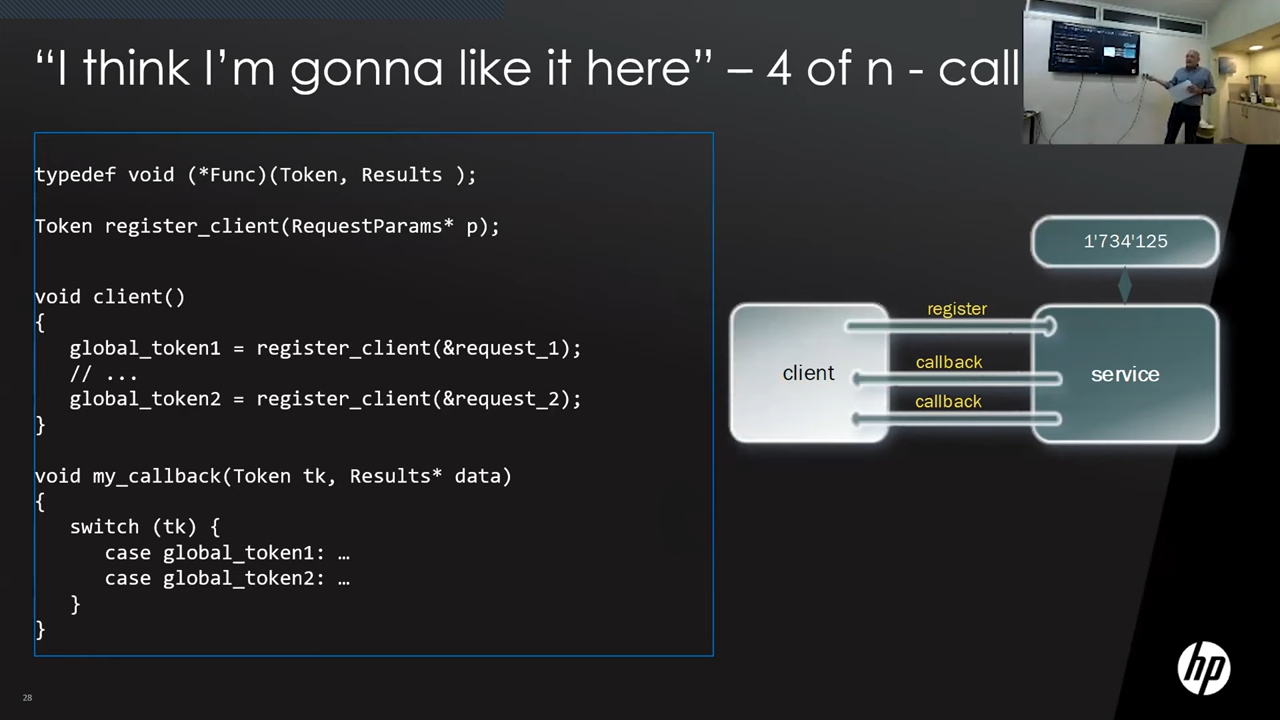 “I think I’m gonna like it here” – 4 of n - call
typedef void (*Func)(Token, Results );
Token register_client(RequestParams* p);
void client()
{
global_token1 = register_client(&request_1);
// ...
global_token2 = register_client(&request_2);
}
void my_callback(Token tk, Results* data)
{
switch (tk) {
case global_token1: …
case global_token2: …
}
}
1'734'125
register
client
callback
service
callback
hp
28